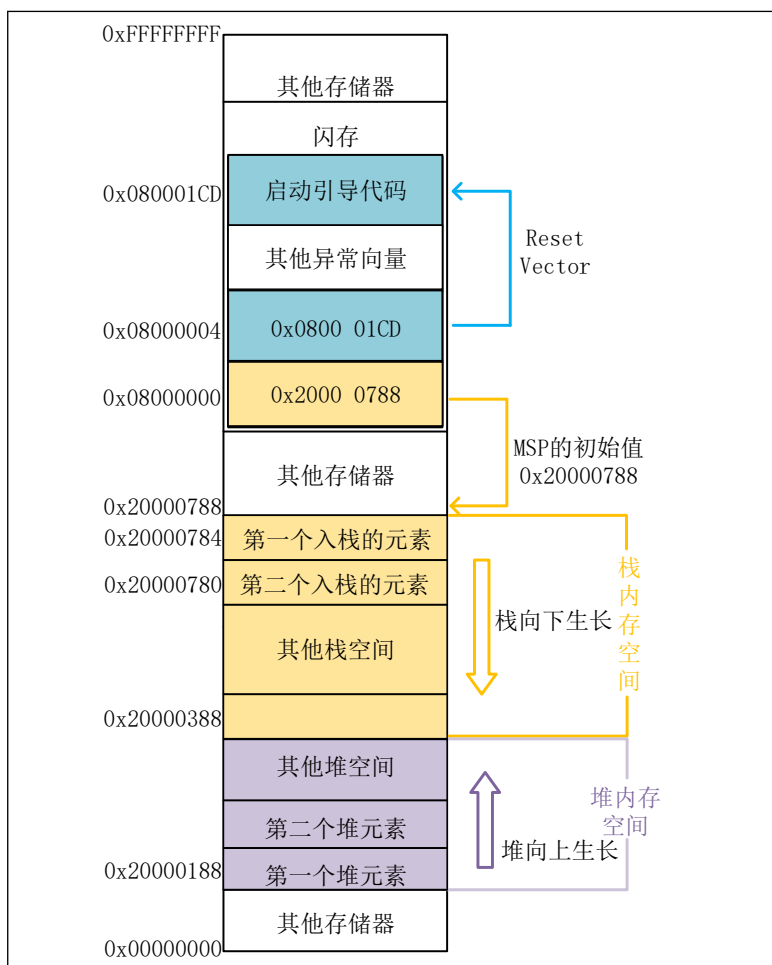 0xFFFFFFFF
其他存储器
闪存
0x080001CD
启动引导代码
Reset
Vector
其他异常向量
0x08000004
0x0800 01CD
0x08000000
0x2000 0788
MSP的初始值
0x20000788
其他存储器
0x20000788
0x20000784
第一个入栈的元素
0x20000780
第二个入栈的元素
栈向下生长
栈内存空间
其他栈空间
0x20000388
其他堆空间
堆内存
空间
第二个堆元素
堆向上生长
0x20000188
第一个堆元素
其他存储器
0x00000000